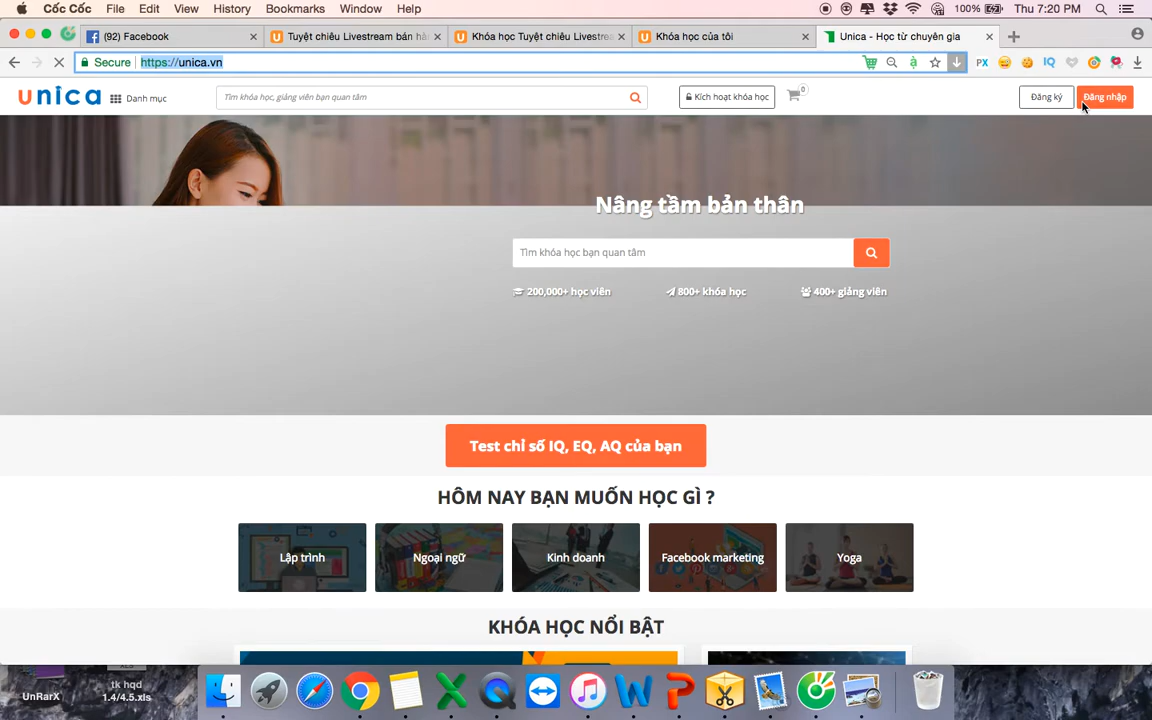 Cốc Cốc File Edit View History Bookmarks Window Help 100% Thu 7:20 PM
(92) Facebook Tuyệt chiêu Livestream bán hà Khóa học Tuyệt chiêu Livestrea Khóa học của tôi Unica - Học từ chuyên gia
Secure https://unica.vn PX IQ
unica Danh mục Tìm khóa học, giảng viên bạn quan tâm Kích hoạt khóa học 0 Đăng ký Đăng nhập
Nâng tầm bản thân
Tìm khóa học bạn quan tâm
200,000+ học viên 800+ khóa học 400+ giảng viên
Test chỉ số IQ, EQ, AQ của bạn
HÔM NAY BẠN MUỐN HỌC GÌ ?
Lập trình Ngoại ngữ Kinh doanh Facebook marketing Yoga
KHÓA HỌC NỔI BẬT
UnRarX tk hqd
1.4/4.5.xls